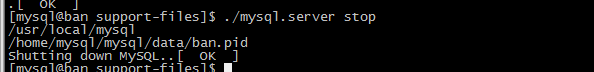 .[  OK  ]
[mysql@ban support-files]$ ./mysql.server stop
/usr/local/mysql
/home/mysql/mysql/data/ban.pid
Shutting down MySQL..[  OK  ]
[mysql@ban support-files]$